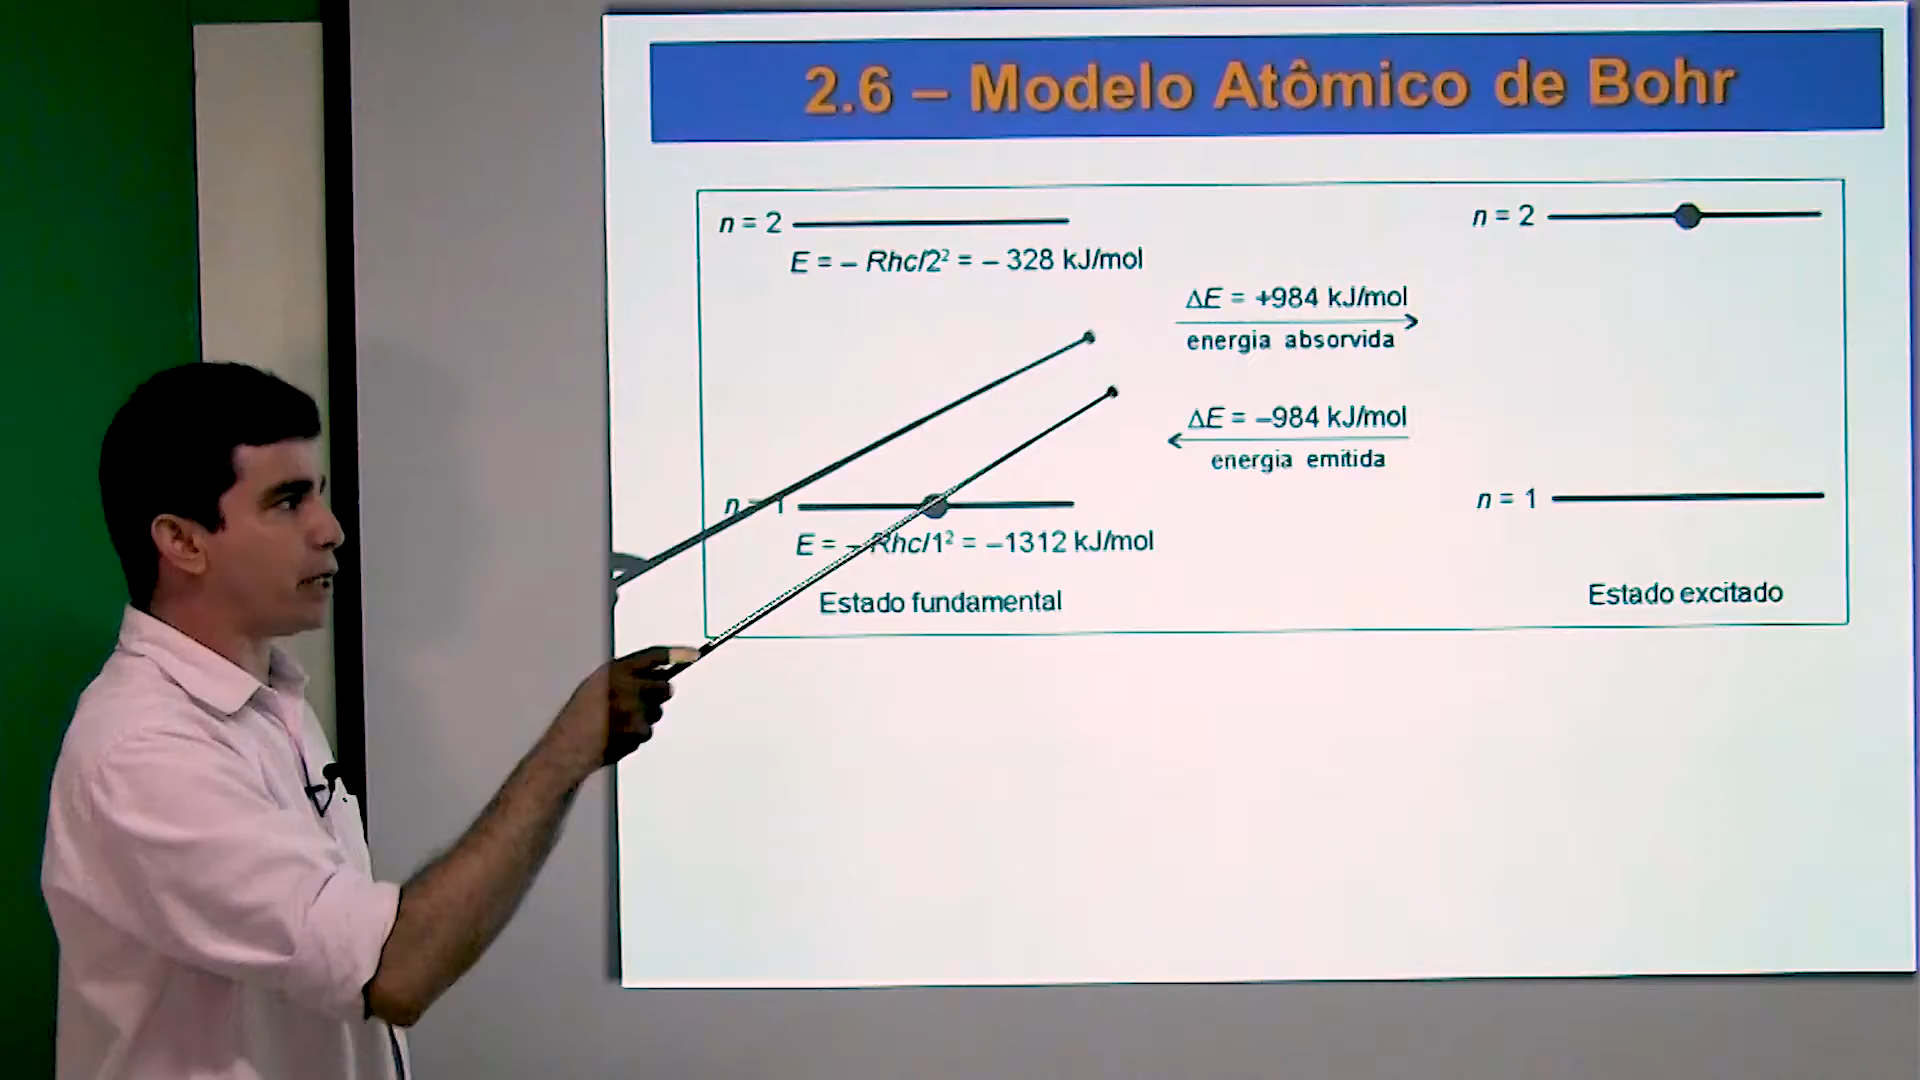 2.6 – Modelo Atômico de Bohr
n = 2
E = – Rhc/2² = – 328 kJ/mol
n = 1
E = – Rhc/1² = –1312 kJ/mol
Estado fundamental
ΔE = +984 kJ/mol
energia absorvida
ΔE = –984 kJ/mol
energia emitida
n = 2
n = 1
Estado excitado